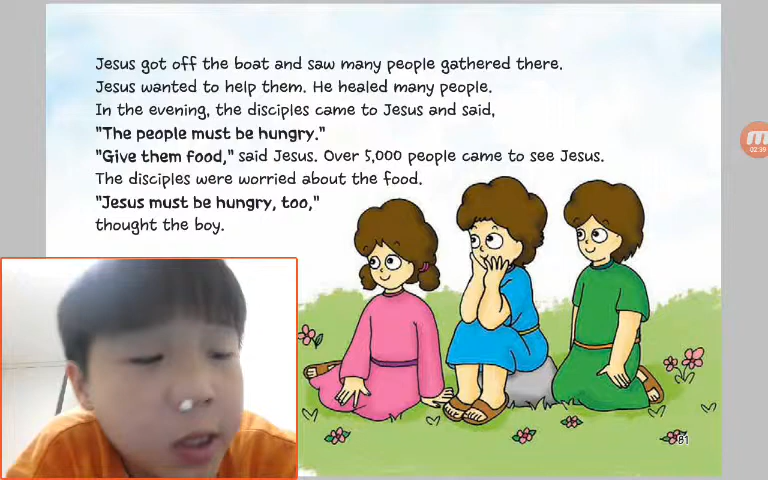 Jesus got off the boat and saw many people gathered there.
Jesus wanted to help them. He healed many people.
In the evening, the disciples came to Jesus and said,
"The people must be hungry."
"Give them food," said Jesus. Over 5,000 people came to see Jesus.
The disciples were worried about the food.
"Jesus must be hungry, too,"
thought the boy.
02:39